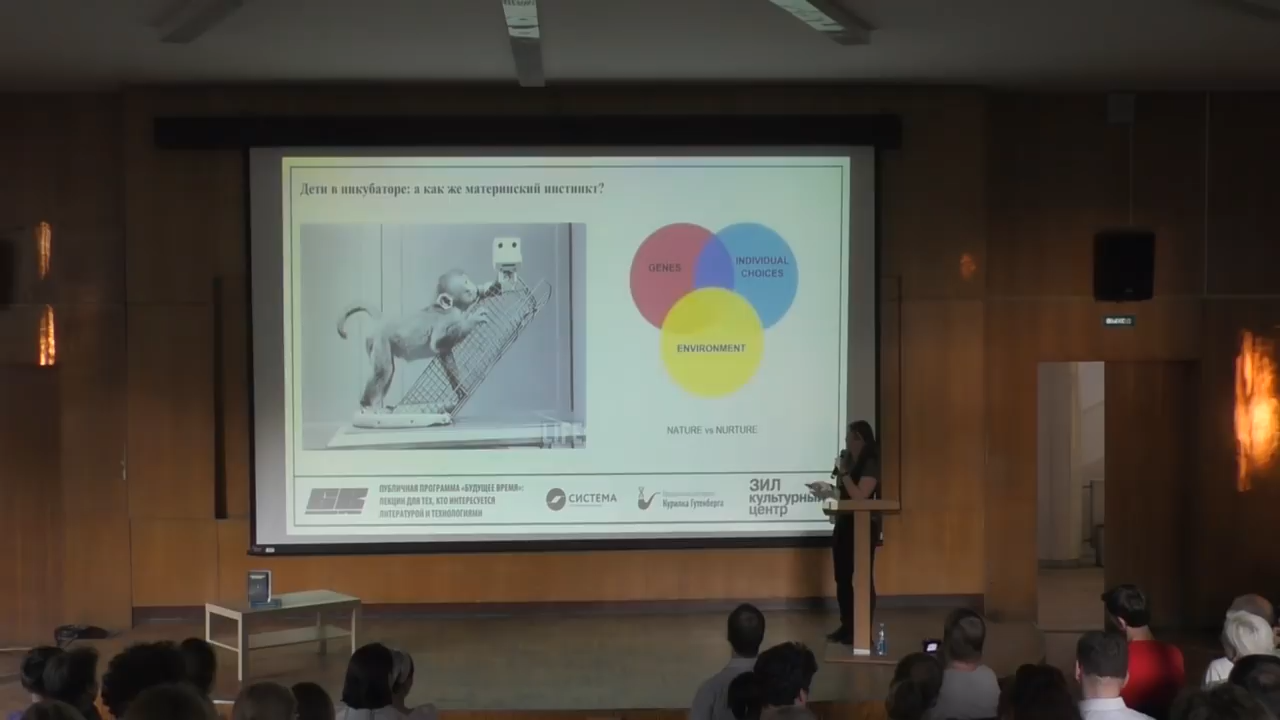 Дети в инкубаторе: а как же материнский инстинкт?
GENES
INDIVIDUAL
CHOICES
ENVIRONMENT
NATURE vs NURTURE
ПУБЛИЧНАЯ ПРОГРАММА «БУДУЩЕЕ ВРЕМЯ»:
ЛЕКЦИИ ДЛЯ ТЕХ, КТО ИНТЕРЕСУЕТСЯ
ЛИТЕРАТУРОЙ И ТЕХНОЛОГИЯМИ
СИСТЕМА
Курилка Гутенберга
ЗИЛ
культурный
центр